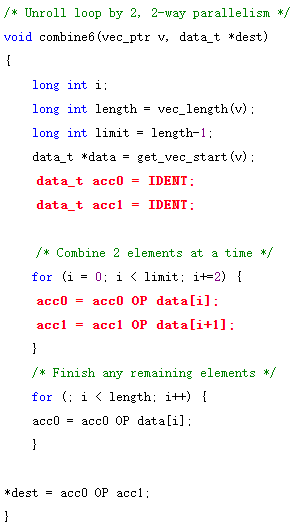 /* Unroll loop by 2, 2-way parallelism */
void combine6(vec_ptr v, data_t *dest)
{
    long int i;
    long int length = vec_length(v);
    long int limit = length-1;
    data_t *data = get_vec_start(v);
    data_t acc0 = IDENT;
    data_t acc1 = IDENT;

    /* Combine 2 elements at a time */
    for (i = 0; i < limit; i+=2) {
    acc0 = acc0 OP data[i];
    acc1 = acc1 OP data[i+1];
    }
    /* Finish any remaining elements */
    for (; i < length; i++) {
    acc0 = acc0 OP data[i];
    }

*dest = acc0 OP acc1;
}